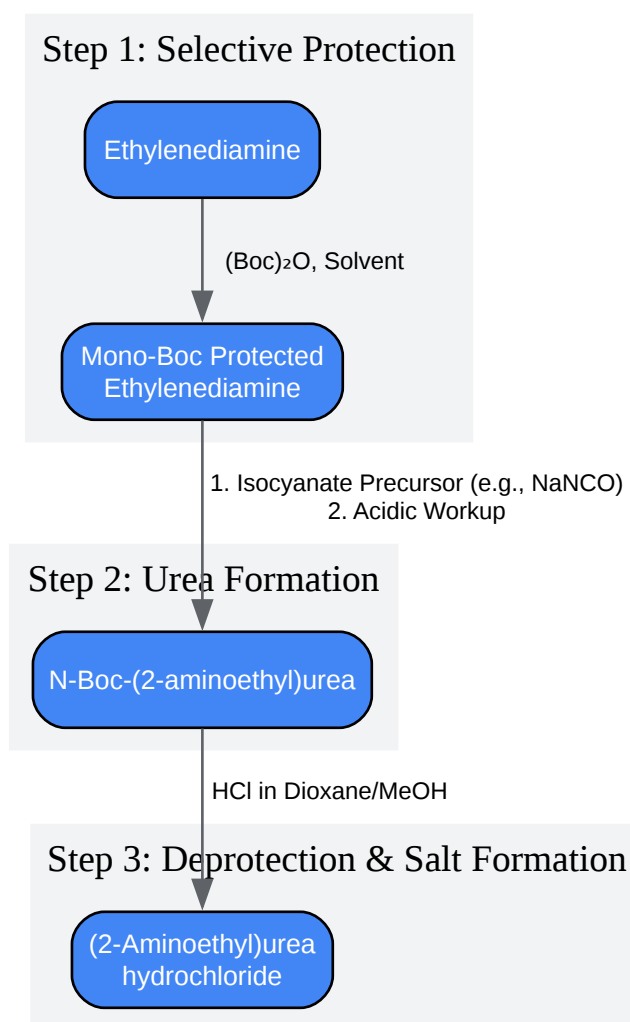 Step 1: Selective Protection
Ethylenediamine
(Boc)₂O, Solvent
Mono-Boc Protected
Ethylenediamine
1. Isocyanate Precursor (e.g., NaNCO)
2. Acidic Workup
Step 2: Urea Formation
N-Boc-(2-aminoethyl)urea
HCl in Dioxane/MeOH
Step 3: Deprotection & Salt Formation
(2-Aminoethyl)urea
hydrochloride